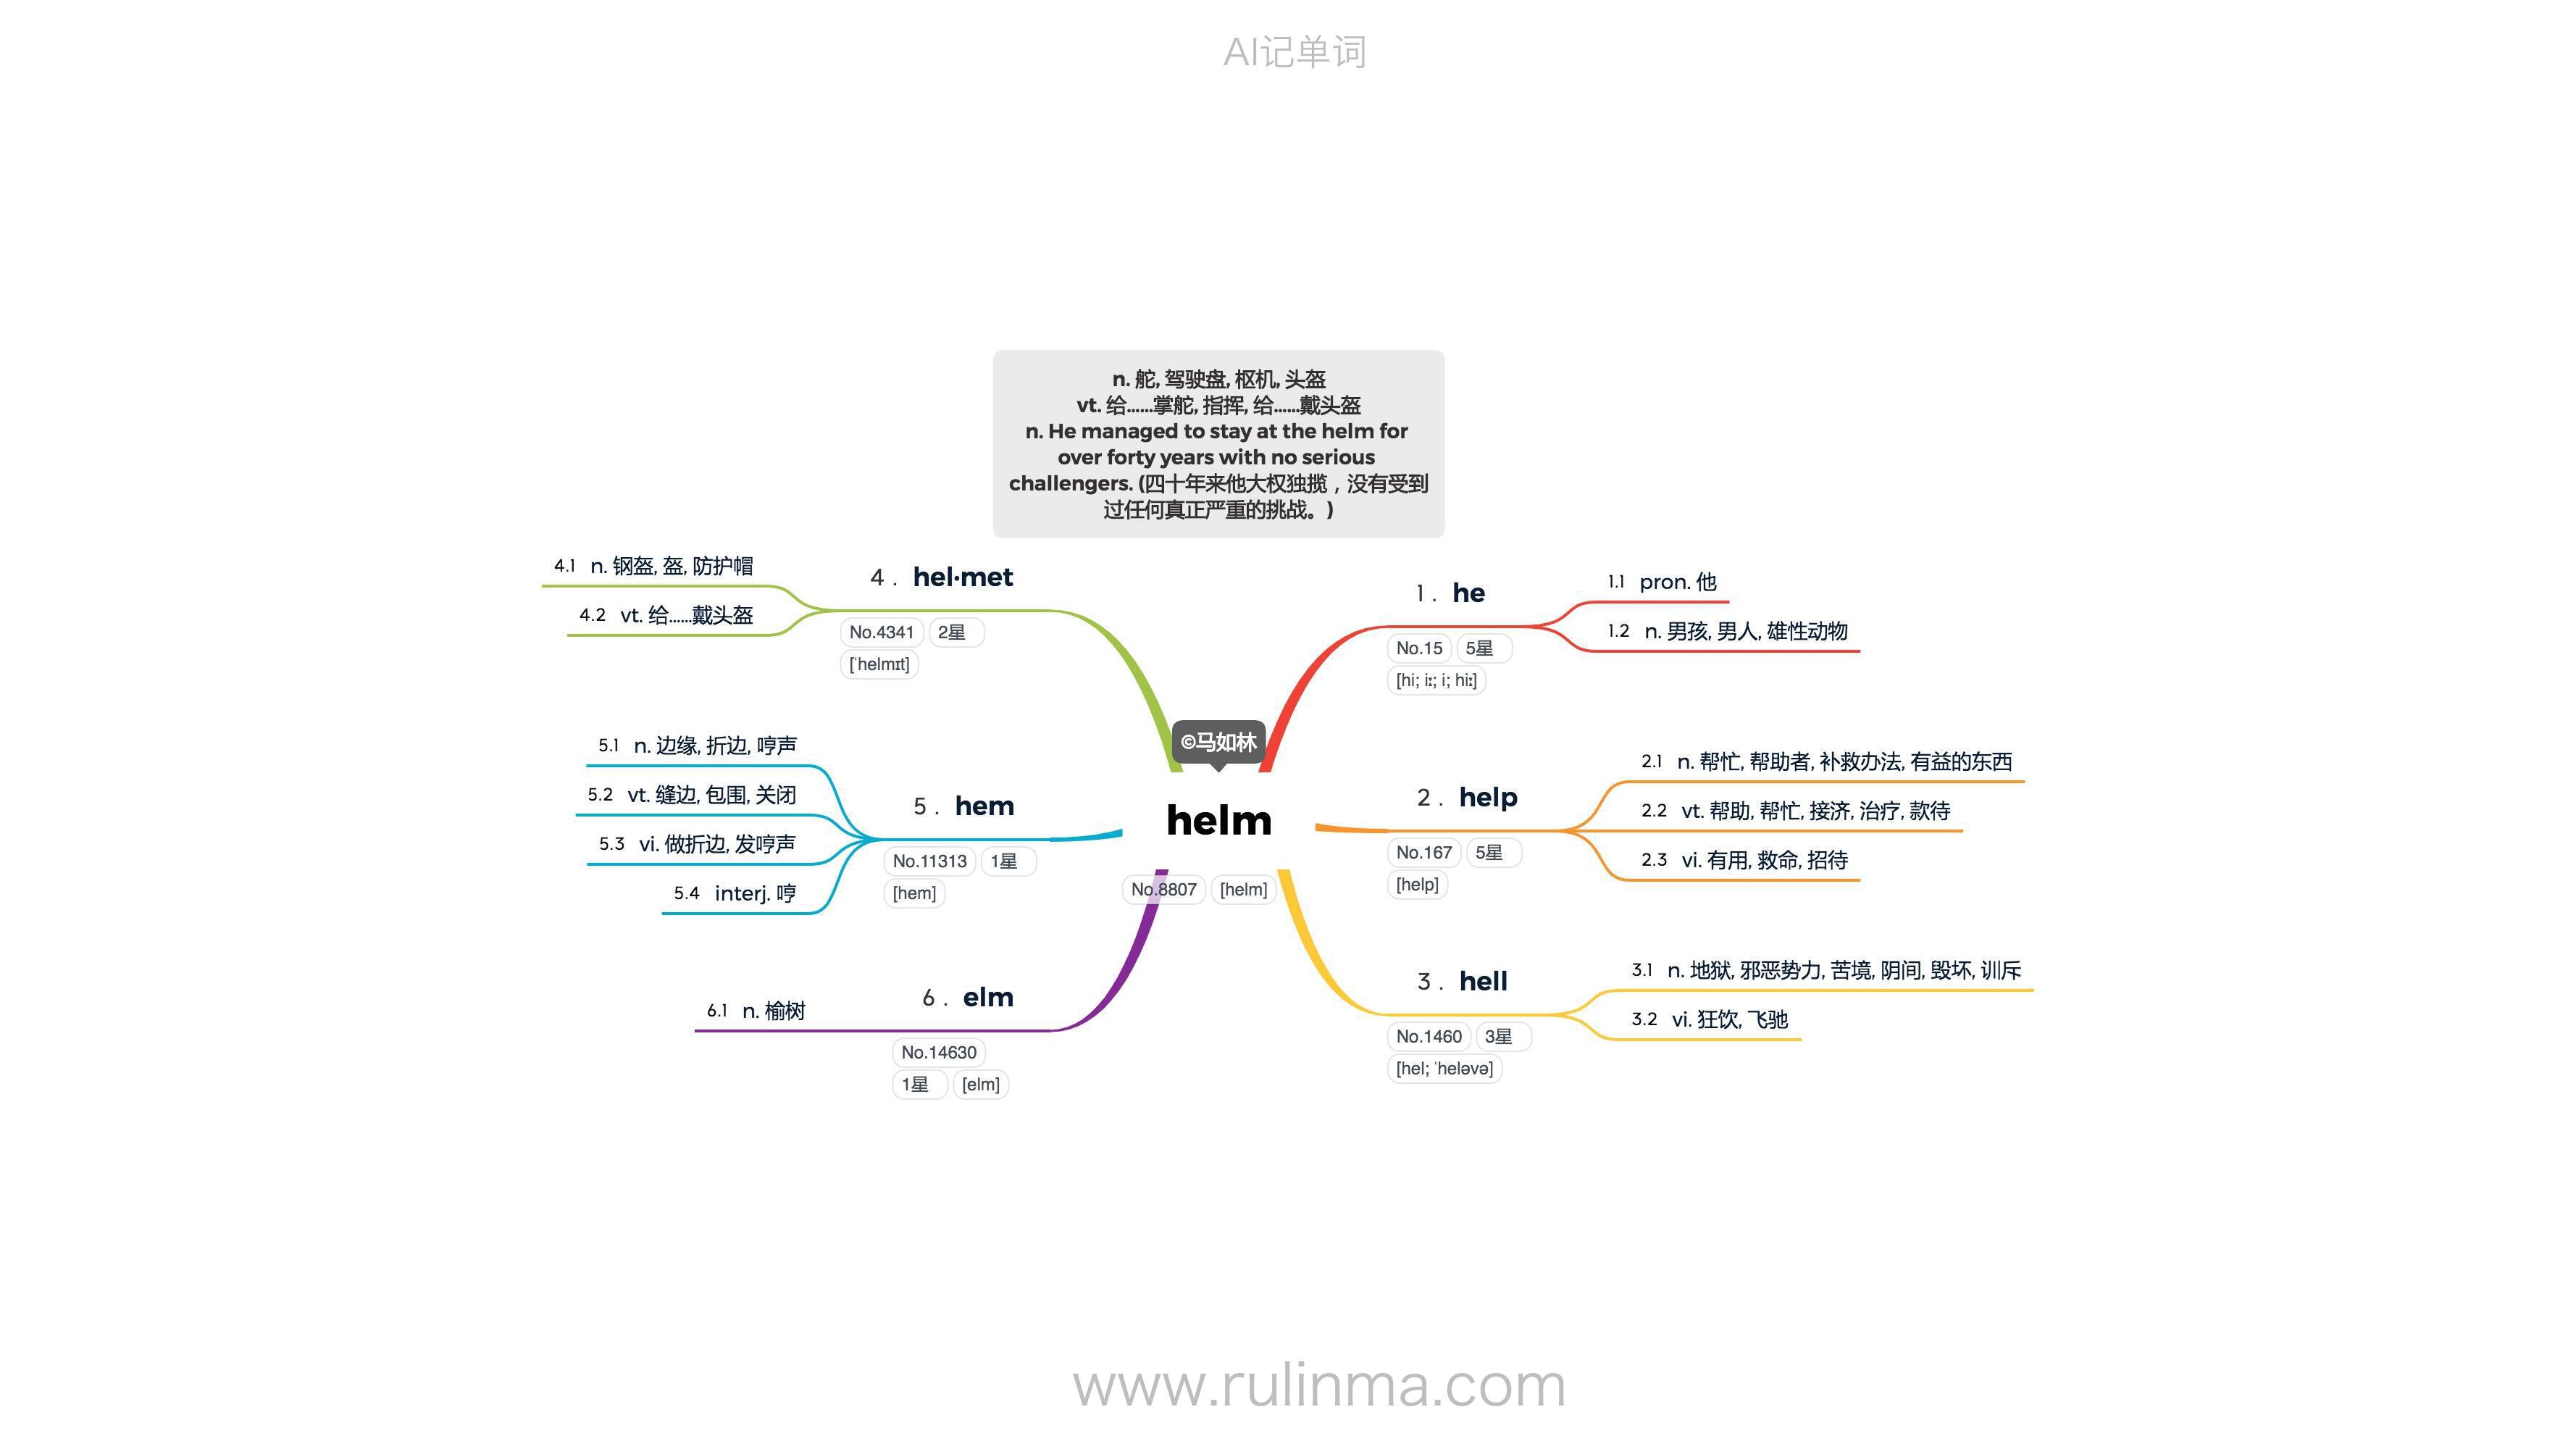 AI记单词
n. 舵, 驾驶盘, 枢机, 头盔
vt. 给……掌舵, 指挥, 给……戴头盔
n. He managed to stay at the helm for
over forty years with no serious
challengers. (四十年来他大权独揽，没有受到
过任何真正严重的挑战。)
©马如林
helm
No.8807 [helm]
1 . he
No.15 5星
[hi; iː; i; hiː]
1.1 pron. 他
1.2 n. 男孩, 男人, 雄性动物
2 . help
No.167 5星
[help]
2.1 n. 帮忙, 帮助者, 补救办法, 有益的东西
2.2 vt. 帮助, 帮忙, 接济, 治疗, 款待
2.3 vi. 有用, 救命, 招待
3 . hell
No.1460 3星
[hel; ˈheləvə]
3.1 n. 地狱, 邪恶势力, 苦境, 阴间, 毁坏, 训斥
3.2 vi. 狂饮, 飞驰
4 . hel·met
No.4341 2星
[ˈhelmɪt]
4.1 n. 钢盔, 盔, 防护帽
4.2 vt. 给……戴头盔
5 . hem
No.11313 1星
[hem]
5.1 n. 边缘, 折边, 哼声
5.2 vt. 缝边, 包围, 关闭
5.3 vi. 做折边, 发哼声
5.4 interj. 哼
6 . elm
No.14630
1星 [elm]
6.1 n. 榆树
www.rulinma.com